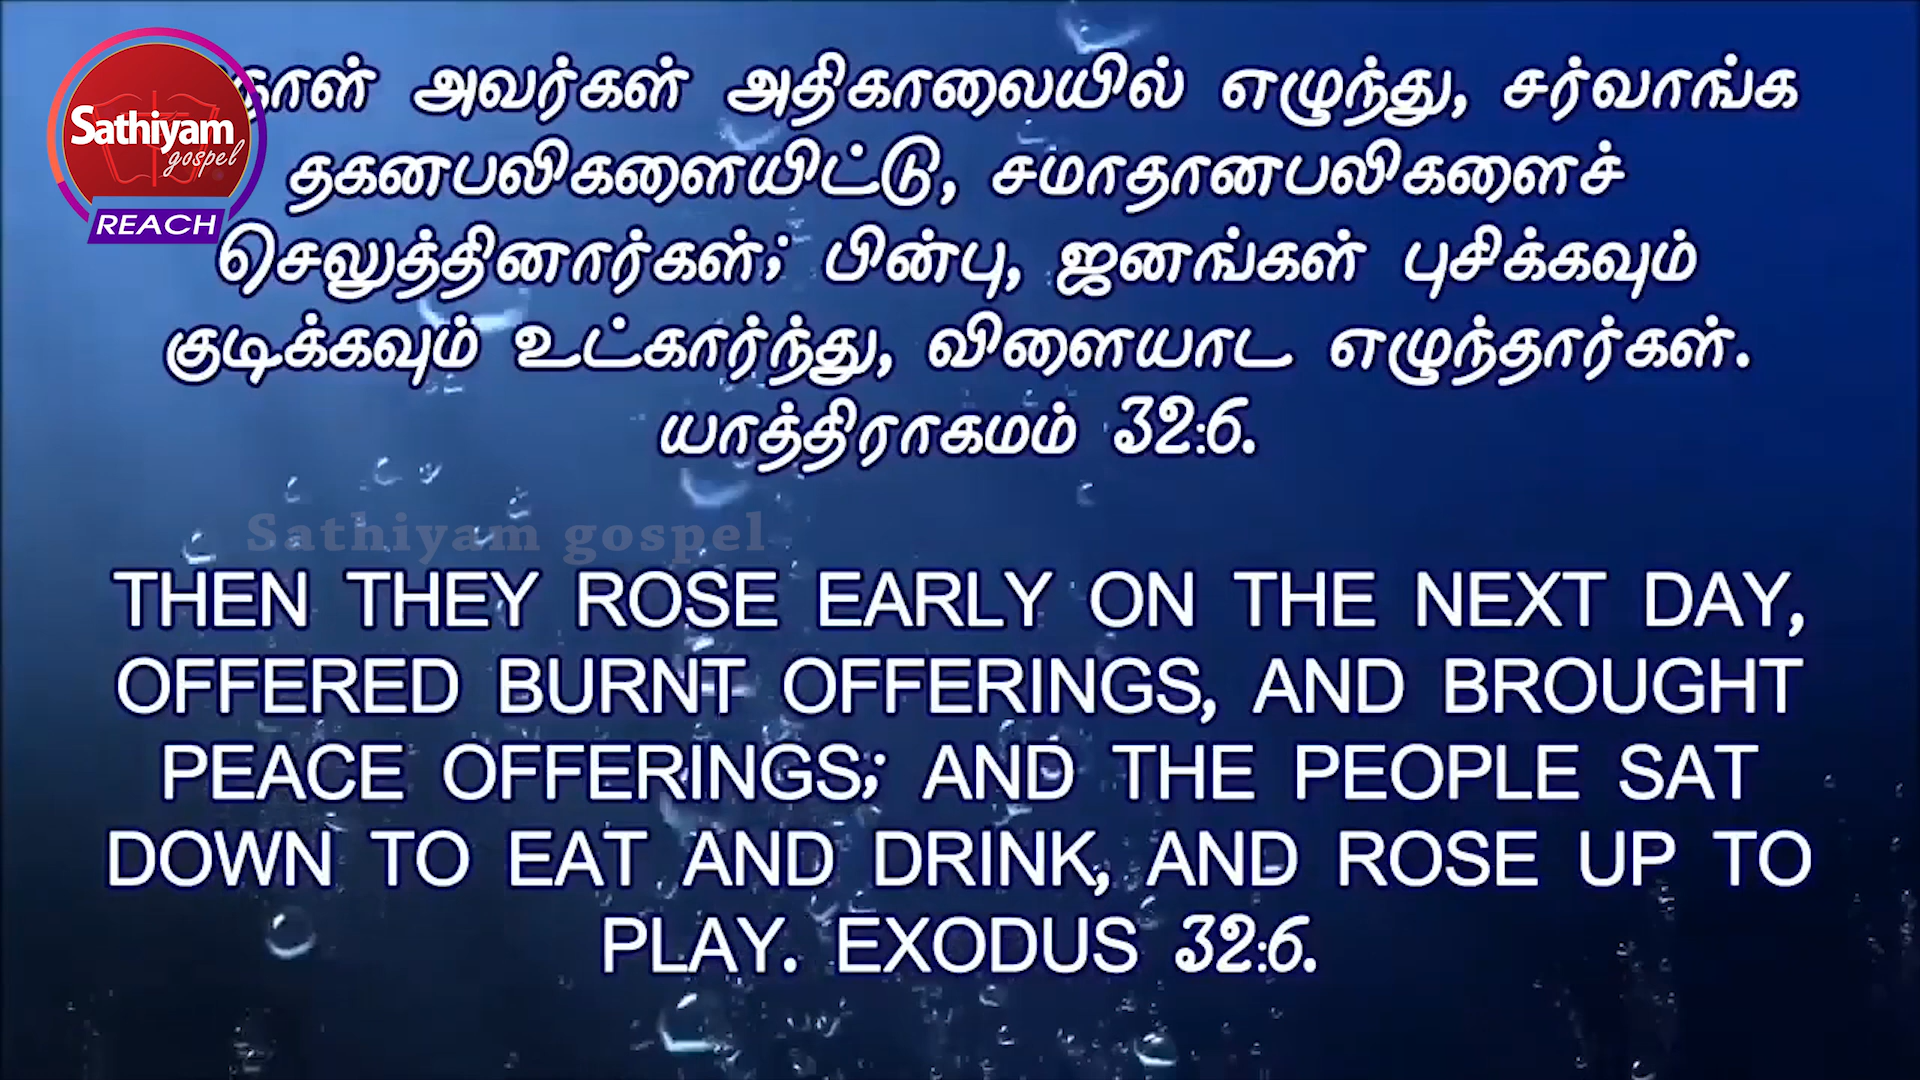 Sathiyam
gospel
REACH
அவர்கள் அதிகாலையில் எழுந்து, சர்வாங்க
தகனபலிகளையிட்டு, சமாதானபலிகளைச்
செலுத்தினார்கள்; பின்பு, ஜனங்கள் புசிக்கவும்
குடிக்கவும் உட்கார்ந்து, விளையாட எழுந்தார்கள்.
யாத்திராகமம் 32:6.
Sathiyam gospel
THEN THEY ROSE EARLY ON THE NEXT DAY,
OFFERED BURNT OFFERINGS, AND BROUGHT
PEACE OFFERINGS; AND THE PEOPLE SAT
DOWN TO EAT AND DRINK, AND ROSE UP TO
PLAY. EXODUS 32:6.